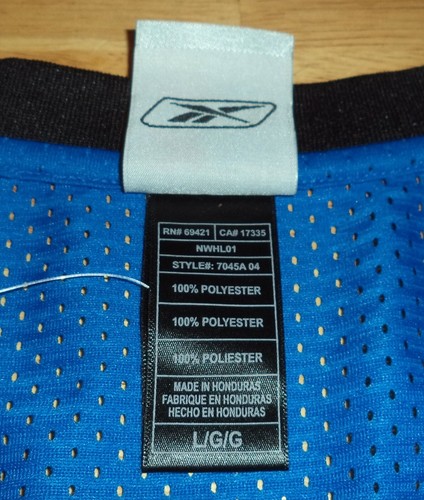 RN# 69421 CA# 17335
NWHL01
STYLE#: 7045A 04
100% POLYESTER
100% POLYESTER
100% POLIESTER
MADE IN HONDURAS
FABRIQUE EN HONDURAS
HECHO EN HONDURAS
L/G/G